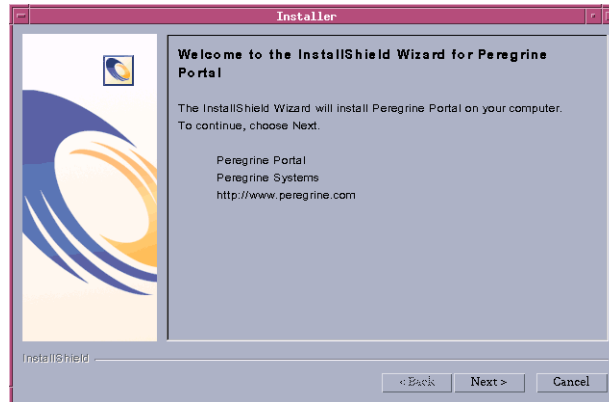 Installer
Welcome to the InstallShield Wizard for Peregrine
Portal
The InstallShield Wizard will install Peregrine Portal on your computer.
To continue, choose Next.
Peregrine Portal
Peregrine Systems
http://www.peregrine.com
InstallShield
< Back Next > Cancel